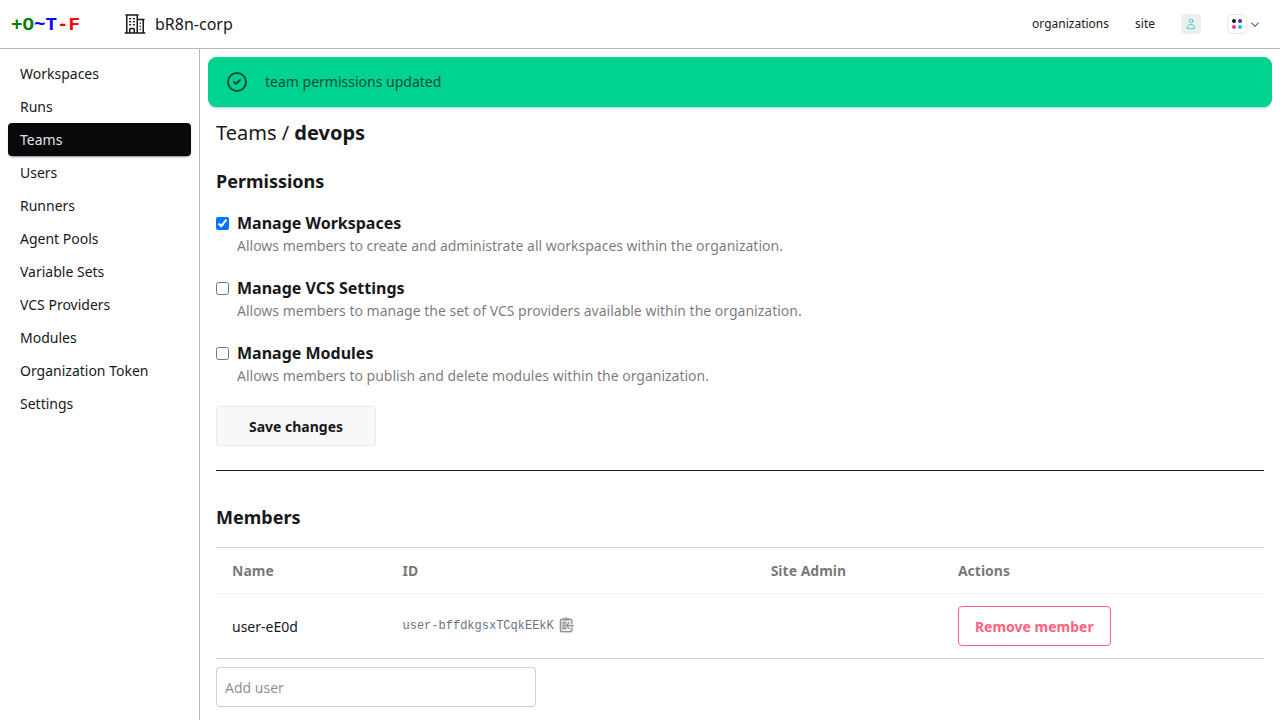 +O~T-F
bR8n-corp
organizations
site
Workspaces
Runs
Teams
Users
Runners
Agent Pools
Variable Sets
VCS Providers
Modules
Organization Token
Settings
team permissions updated
Teams / devops
Permissions
Manage Workspaces
Allows members to create and administrate all workspaces within the organization.
Manage VCS Settings
Allows members to manage the set of VCS providers available within the organization.
Manage Modules
Allows members to publish and delete modules within the organization.
Save changes
Members
Name ID Site Admin Actions
user-eE0d user-bffdkgsxTCqkEEkK Remove member
Add user